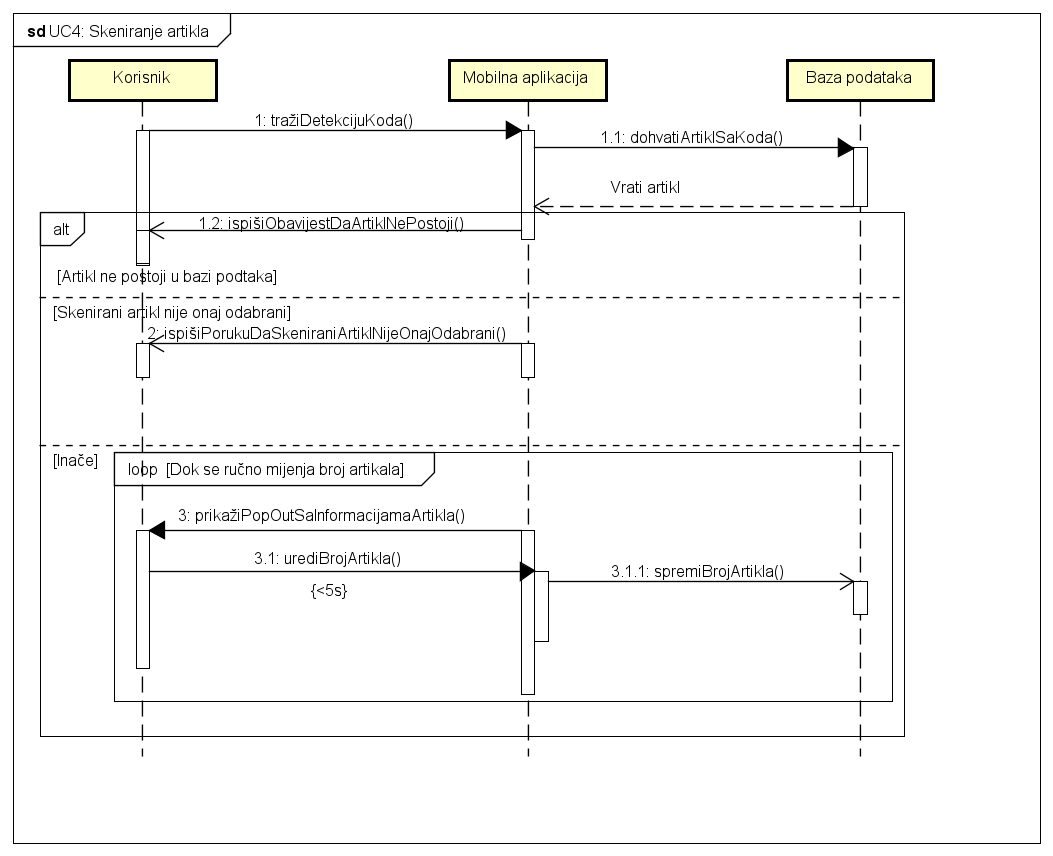 sd UC4: Skeniranje artikla
Korisnik
Mobilna aplikacija
Baza podataka
1: tražiDetekcijuKoda()
1.1: dohvatiArtiklSaKoda()
Vrati artikl
alt
1.2: ispišiObavijestDaArtiklNePostoji()
[Artikl ne postoji u bazi podtaka]
[Skenirani artikl nije onaj odabrani]
2: ispišiPorukuDaSkeniraniArtiklNijeOnajOdabrani()
[Inače]
loop [Dok se ručno mijenja broj artikala]
3: prikažiPopOutSaInformacijamaArtikla()
3.1: urediBrojArtikla()
3.1.1: spremiBrojArtikla()
{<5s}